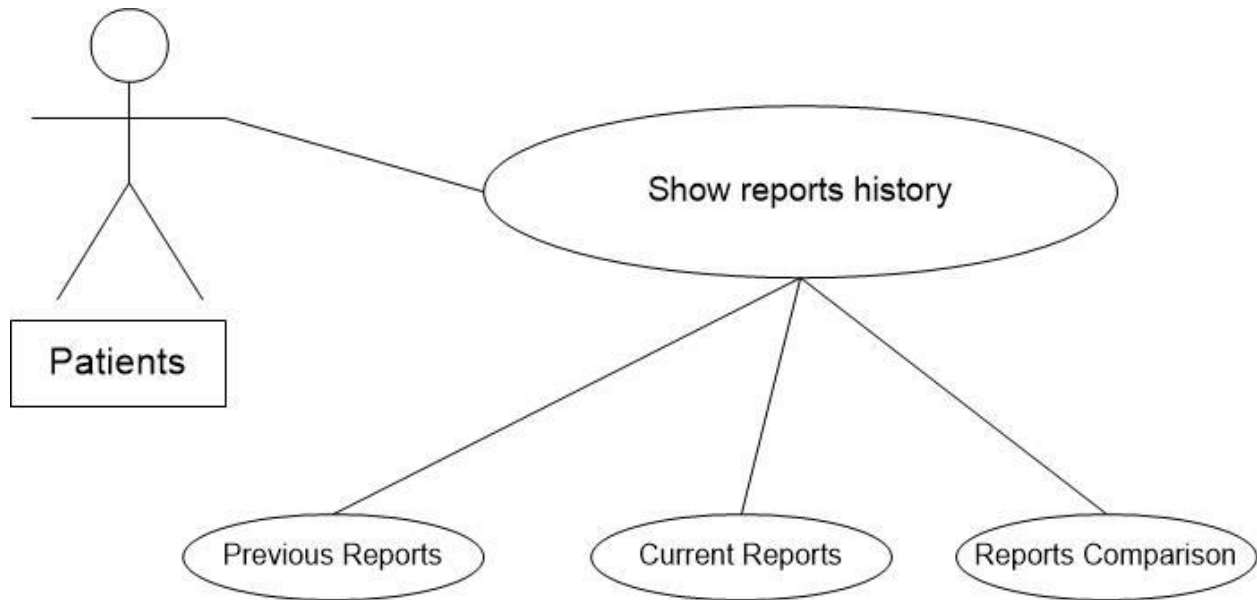 Show reports history
Patients
Previous Reports
Current Reports
Reports Comparison